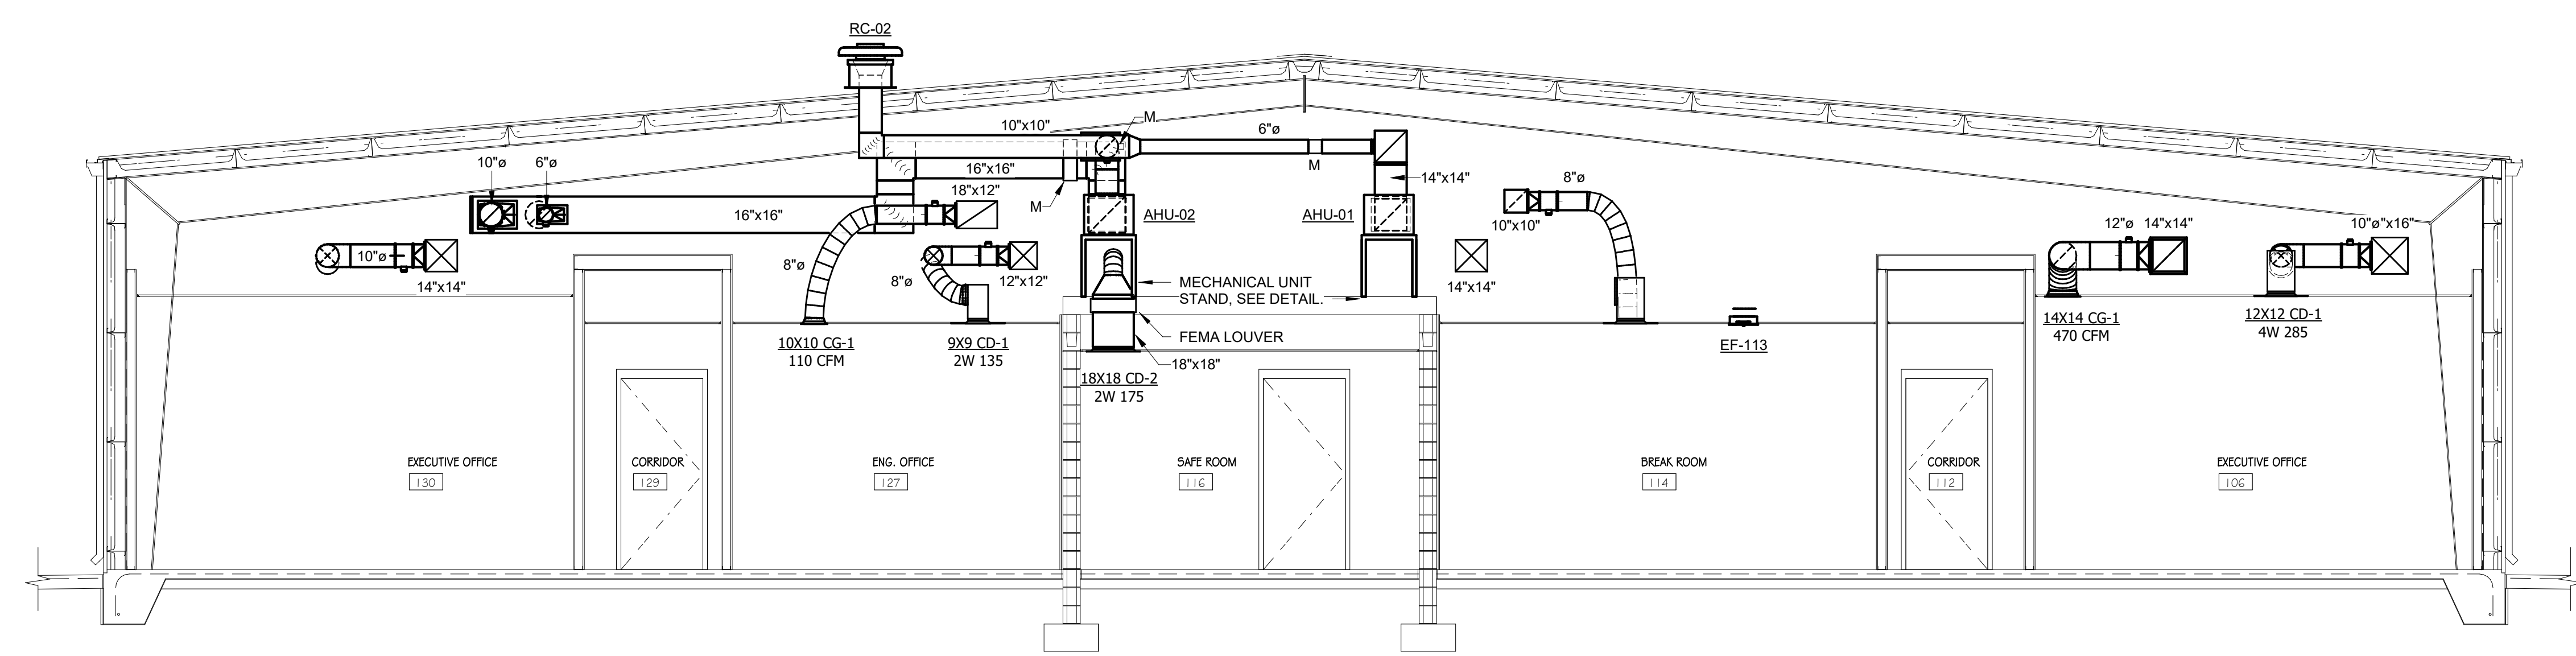 RC-02
10"x10"
M
6"ø
10"ø
6"ø
16"x16"
M
14"x14"
8"ø
18"x12"
16"x16"
M
AHU-02
AHU-01
10"x10"
12"ø
14"x14"
10"ø"x16"
10"ø
8"ø
8"ø
12"x12"
14"x14"
14"x14"
MECHANICAL UNIT
STAND, SEE DETAIL.
FEMA LOUVER
10X10 CG-1
110 CFM
9X9 CD-1
2W 135
18"x18"
18X18 CD-2
2W 175
EF-113
14X14 CG-1
470 CFM
12X12 CD-1
4W 285
EXECUTIVE OFFICE
130
CORRIDOR
129
ENG. OFFICE
127
SAFE ROOM
116
BREAK ROOM
114
CORRIDOR
112
EXECUTIVE OFFICE
106